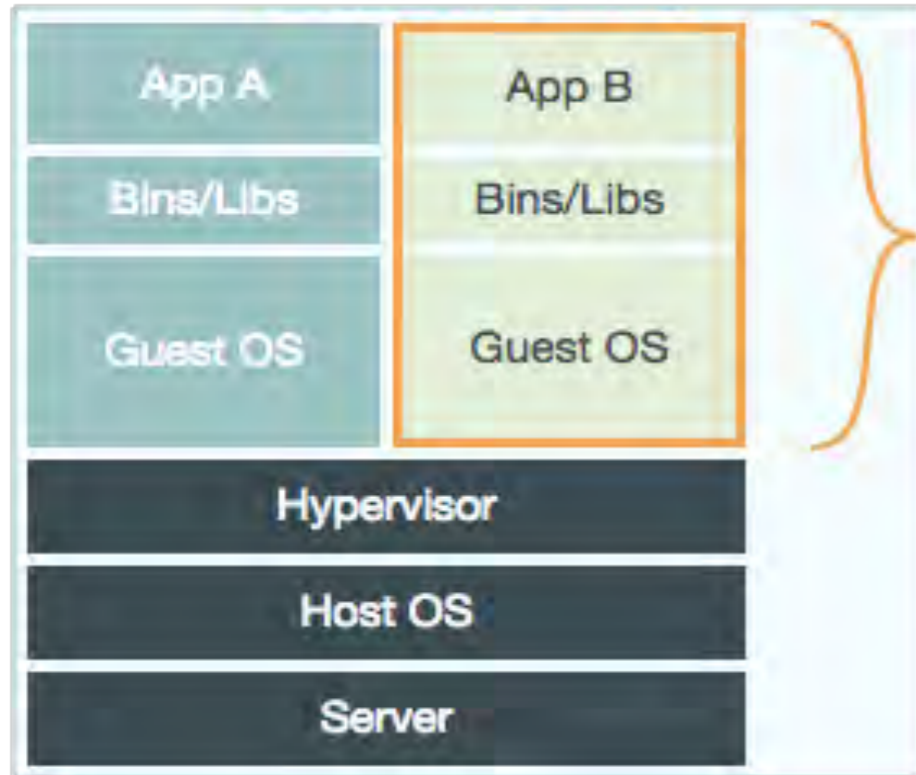 App A
App B
Bins/Libs
Bins/Libs
Guest OS
Guest OS
Hypervisor
Host OS
Server